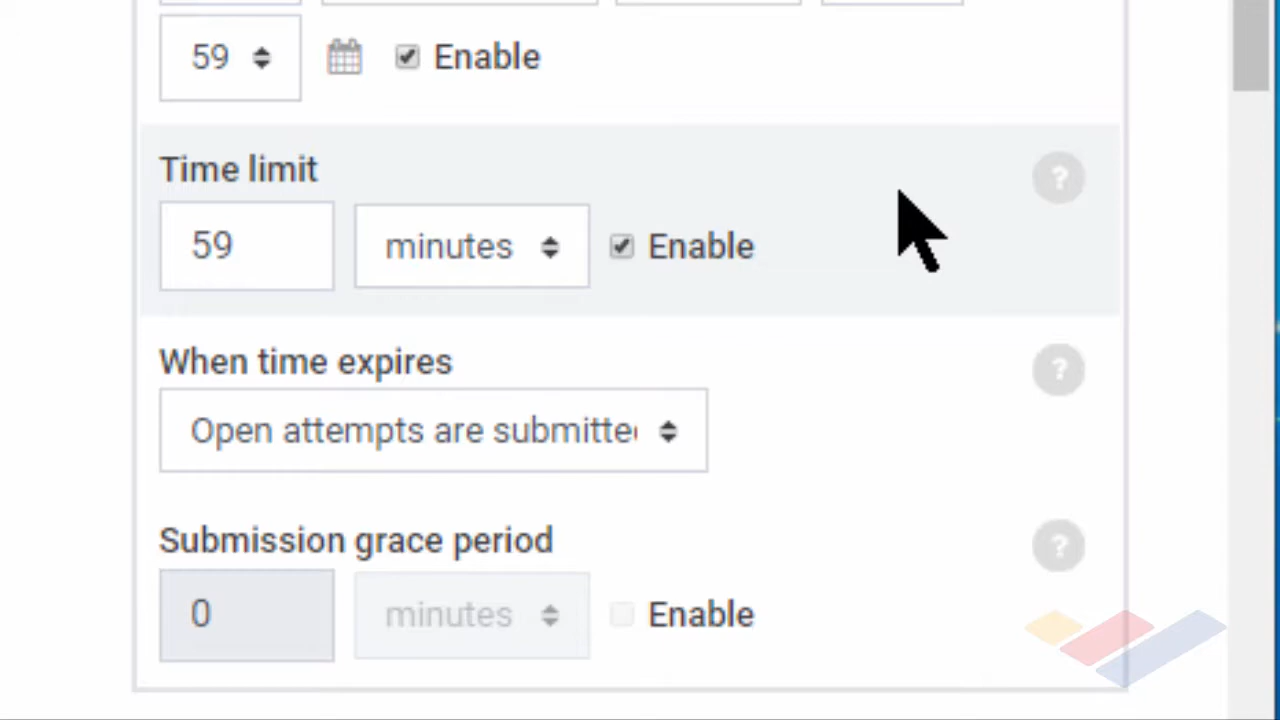 59 Enable
Time limit ?
59 minutes Enable
When time expires ?
Open attempts are submitte
Submission grace period ?
0 minutes Enable